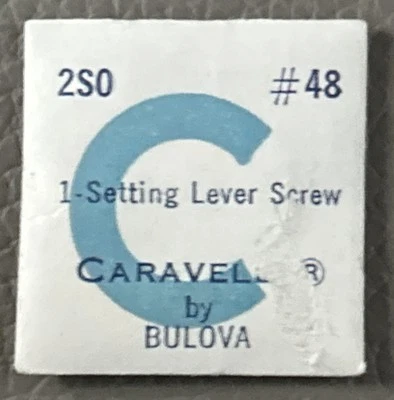 2SO #48
1-Setting Lever Screw
CARAVELL ®
by
BULOVA